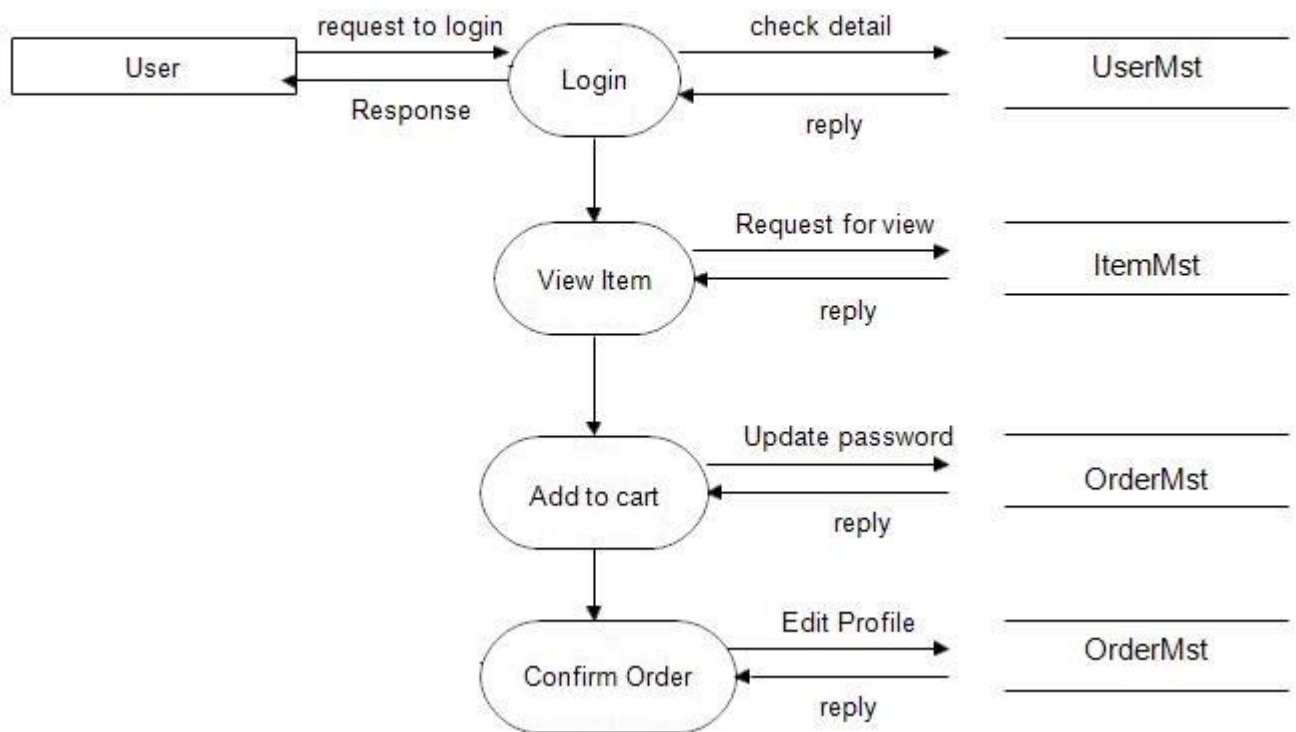 request to login
check detail
User
Login
UserMst
Response
reply
Request for view
View Item
ItemMst
reply
Update password
Add to cart
OrderMst
reply
Edit Profile
Confirm Order
OrderMst
reply